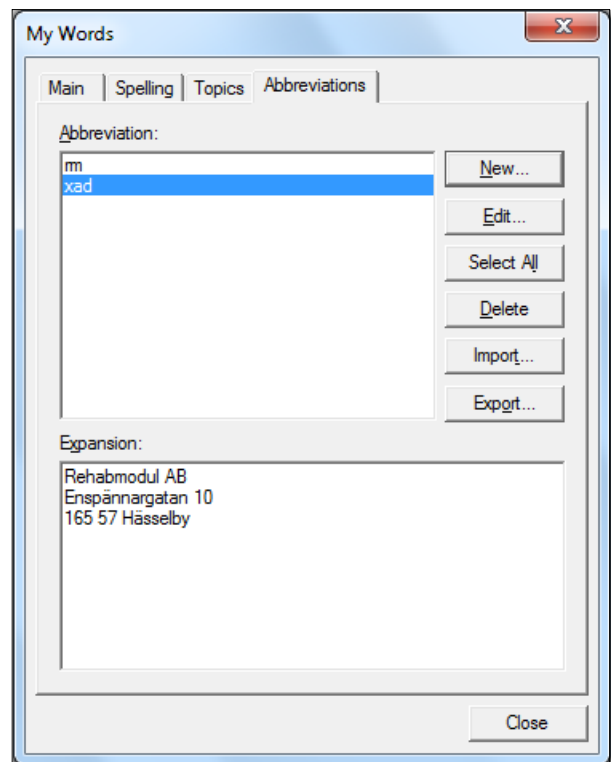 My Words
Main
Spelling
Topics
Abbreviations
Abbreviation:
rm
xad
New...
Edit...
Select All
Delete
Import...
Export...
Expansion:
Rehabmodul AB
Enspännargatan 10
165 57 Hässelby
Close